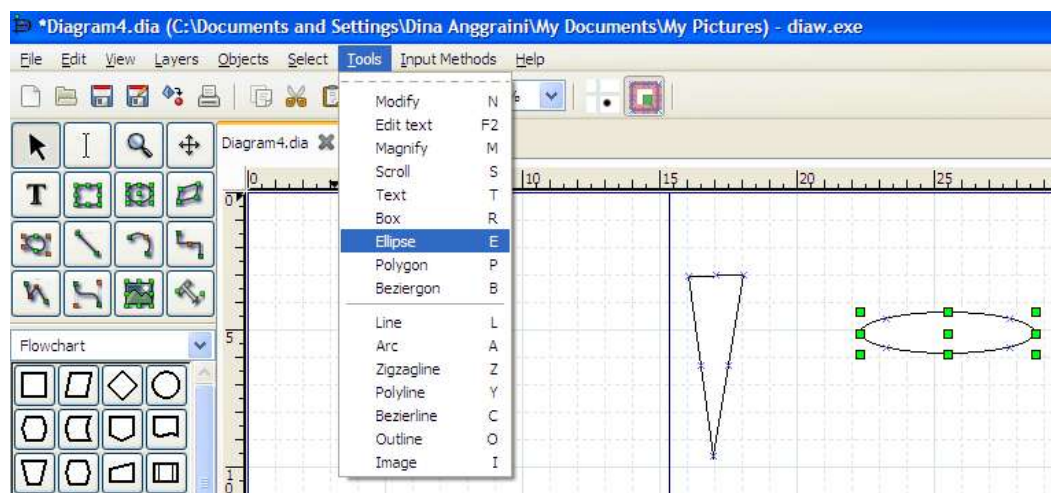 *Diagram4.dia (C:\Documents and Settings\Dina Anggraini\My Documents\My Pictures) - diaw.exe
File Edit View Layers Objects Select Tools Input Methods Help
Modify N
Edit text F2
Magnify M
Scroll S
Text T
Box R
Ellipse E
Polygon P
Beziergon B
Line L
Arc A
Zigzagline Z
Polyline Y
Bezierline C
Outline O
Image I
T
Diagram4.dia
0 10 15 20 25
0
5
10
Flowchart